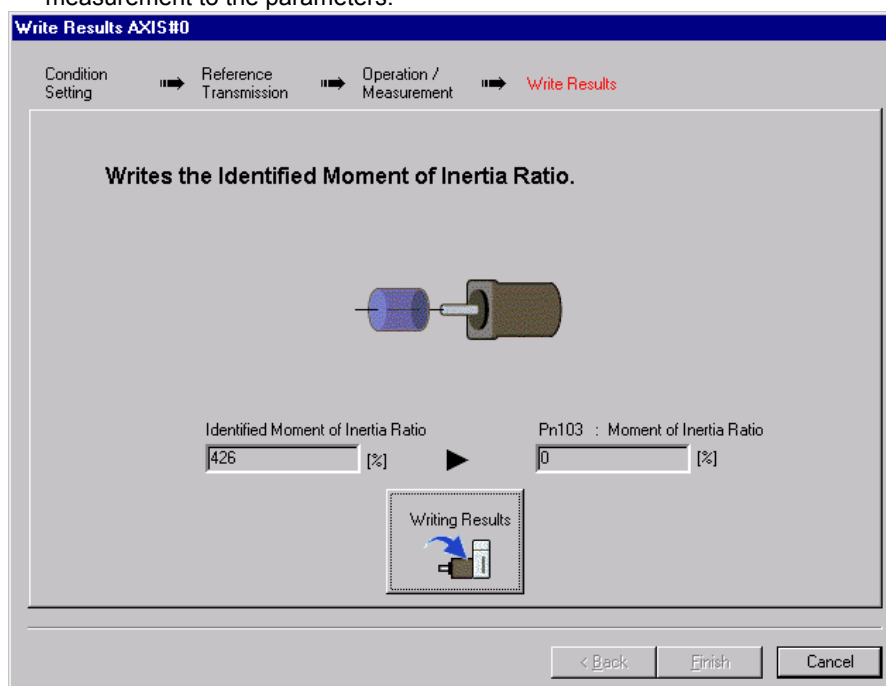 measurement to the parameters.
Write Results AXIS#0
Condition Setting
Reference Transmission
Operation / Measurement
Write Results
Writes the Identified Moment of Inertia Ratio.
Identified Moment of Inertia Ratio
Pn103 : Moment of Inertia Ratio
426 [%]
0 [%]
Writing Results
< Back
Finish
Cancel